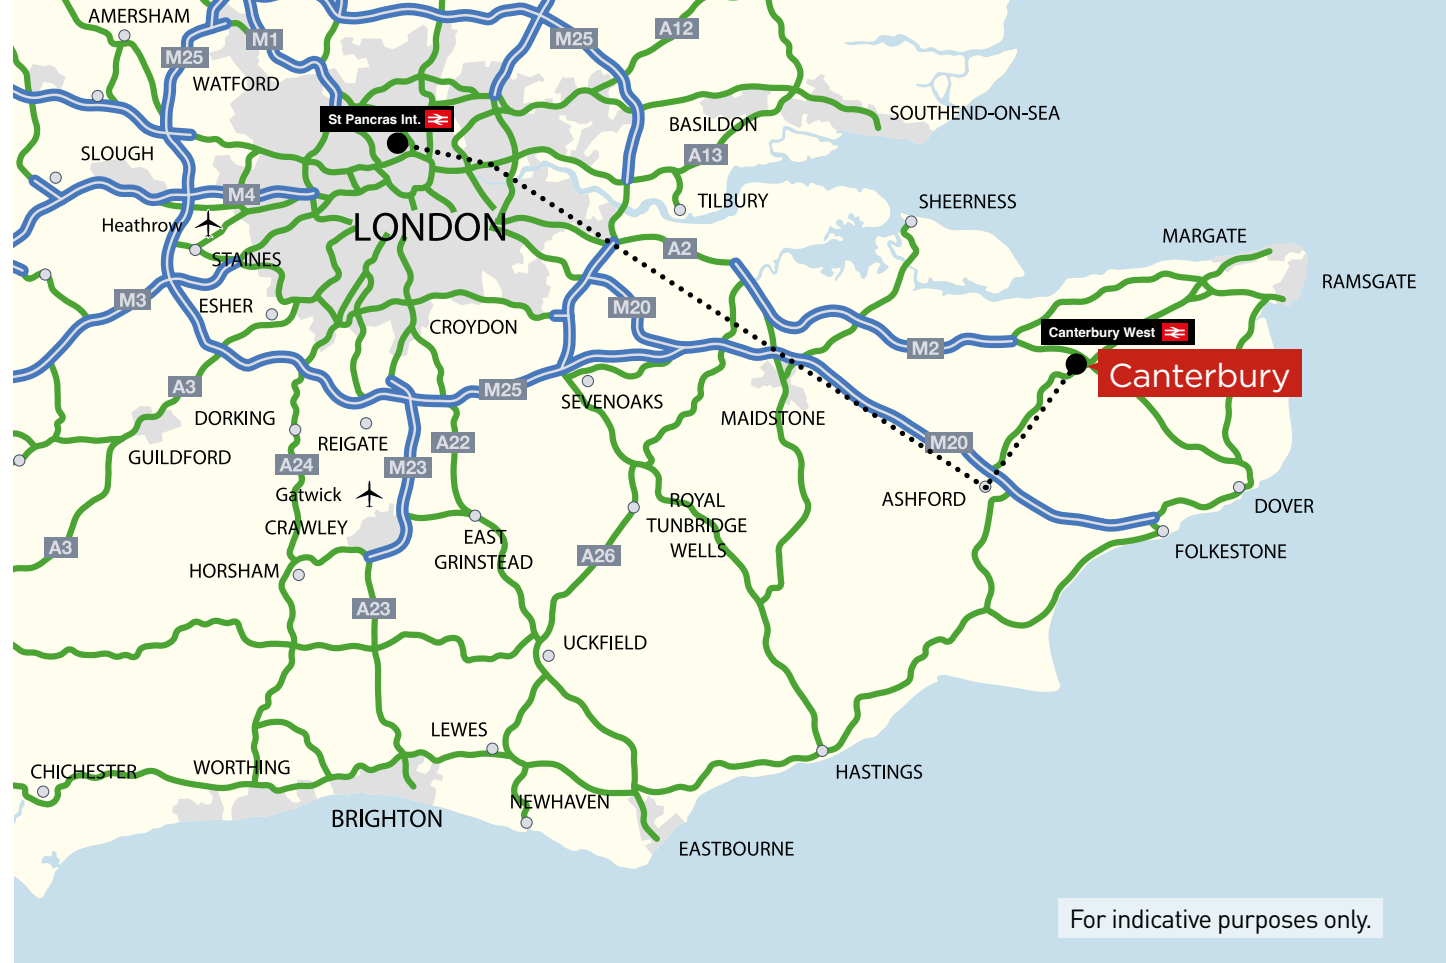 AMERSHAM
M1
M25
A12
M25
WATFORD
St Pancras Int.
BASILDON
SOUTHEND-ON-SEA
SLOUGH
A13
M4
TILBURY
SHEERNESS
Heathrow
LONDON
MARGATE
STAINES
A2
RAMSGATE
M3
ESHER
M20
CROYDON
Canterbury West
M2
Canterbury
A3
M25
SEVENOAKS
DORKING
MAIDSTONE
REIGATE
A22
M20
GUILDFORD
A24
M23
Gatwick
ROYAL
TUNBRIDGE
WELLS
ASHFORD
DOVER
CRAWLEY
EAST
GRINSTEAD
A3
A26
FOLKESTONE
HORSHAM
A23
UCKFIELD
LEWES
CHICHESTER
WORTHING
HASTINGS
NEWHAVEN
BRIGHTON
EASTBOURNE
For indicative purposes only.